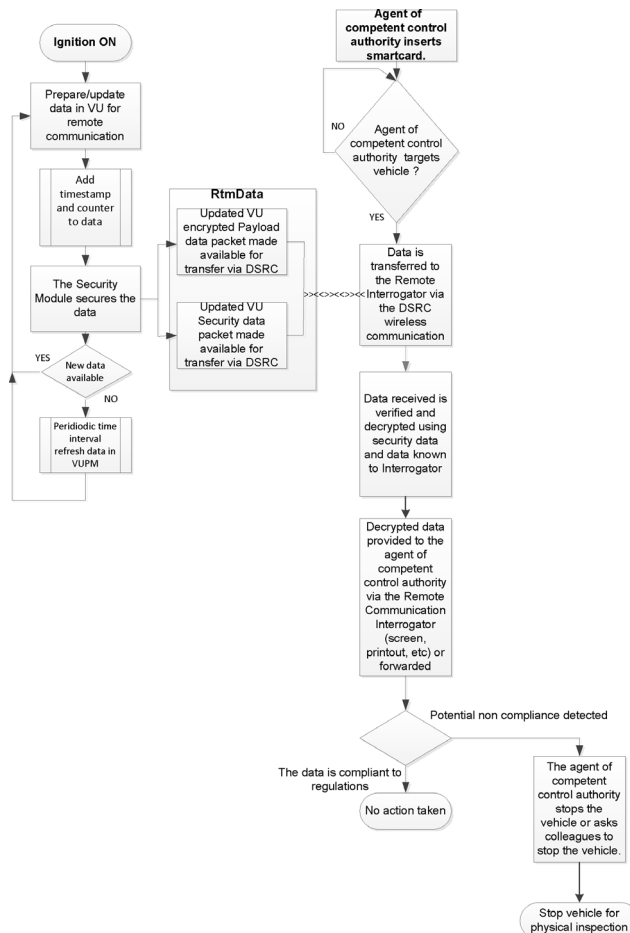 Ignition ON
Prepare/update
data in VU for
remote
communication
Add
timestamp
and counter
to data
The Security
Module secures the
data
YES
New data
available
NO
Peridiodic time
interval
refresh data in
VUPM
RtmData
Updated VU
encrypted Payload
data packet made
available for
transfer via DSRC
Updated VU
Security data
packet made
available for
transfer via DSRC
>><><><><<
Agent of
competent control
authority inserts
smartcard.
NO
Agent of
competent control
authority targets
vehicle ?
YES
Data is
transferred to
the Remote
Interrogator via
the DSRC
wireless
communication
Data received is
verified and
decrypted using
security data
and data known
to Interrogator
Decrypted data
provided to the
agent of
competent
control authority
via the Remote
Communication
Interrogator
(screen,
printout, etc) or
forwarded
Potential non compliance detected
The data is compliant to
regulations
No action taken
The agent of
competent
control authority
stops the
vehicle or asks
colleagues to
stop the vehicle.
Stop vehicle for
physical inspection